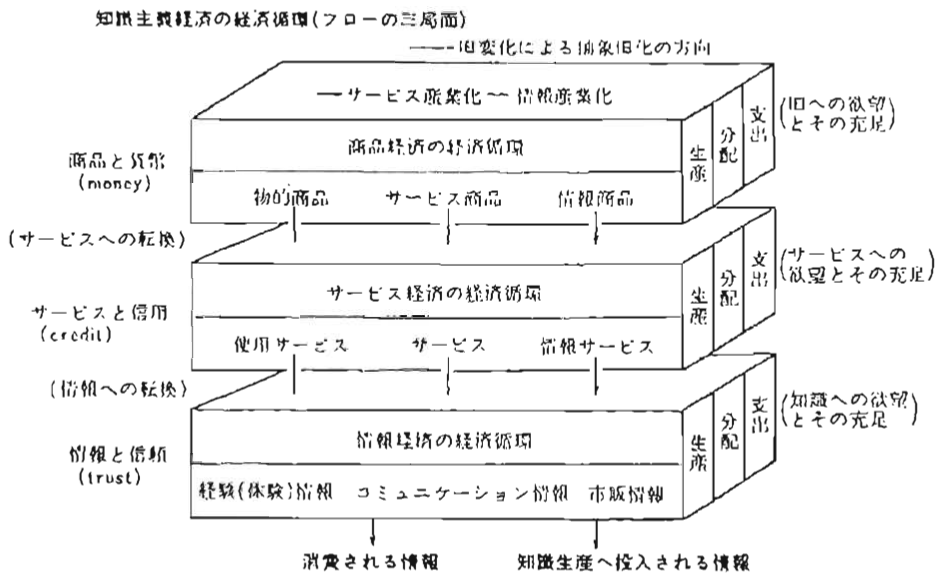 知識主義経済の経済循環(フローの三局面)
旧変化による抽象旧化の方向
サービス産業化 — 情報産業化
商品経済の経済循環
生産
分配
支出
(旧への欲望
とその充足)
商品と貨幣
(money)
物的商品 サービス商品 情報商品
(サービスへの転換)
サービス経済の経済循環
生産
分配
支出
(サービスへの
欲望とその充足)
サービスと信用
(credit)
使用サービス サービス 情報サービス
(情報への転換)
情報経済の経済循環
生産
分配
支出
(知識への欲望
とその充足)
情報と信頼
(trust)
経験(体験)情報 コミュニケーション情報 市販情報
消費される情報 知識生産へ投入される情報